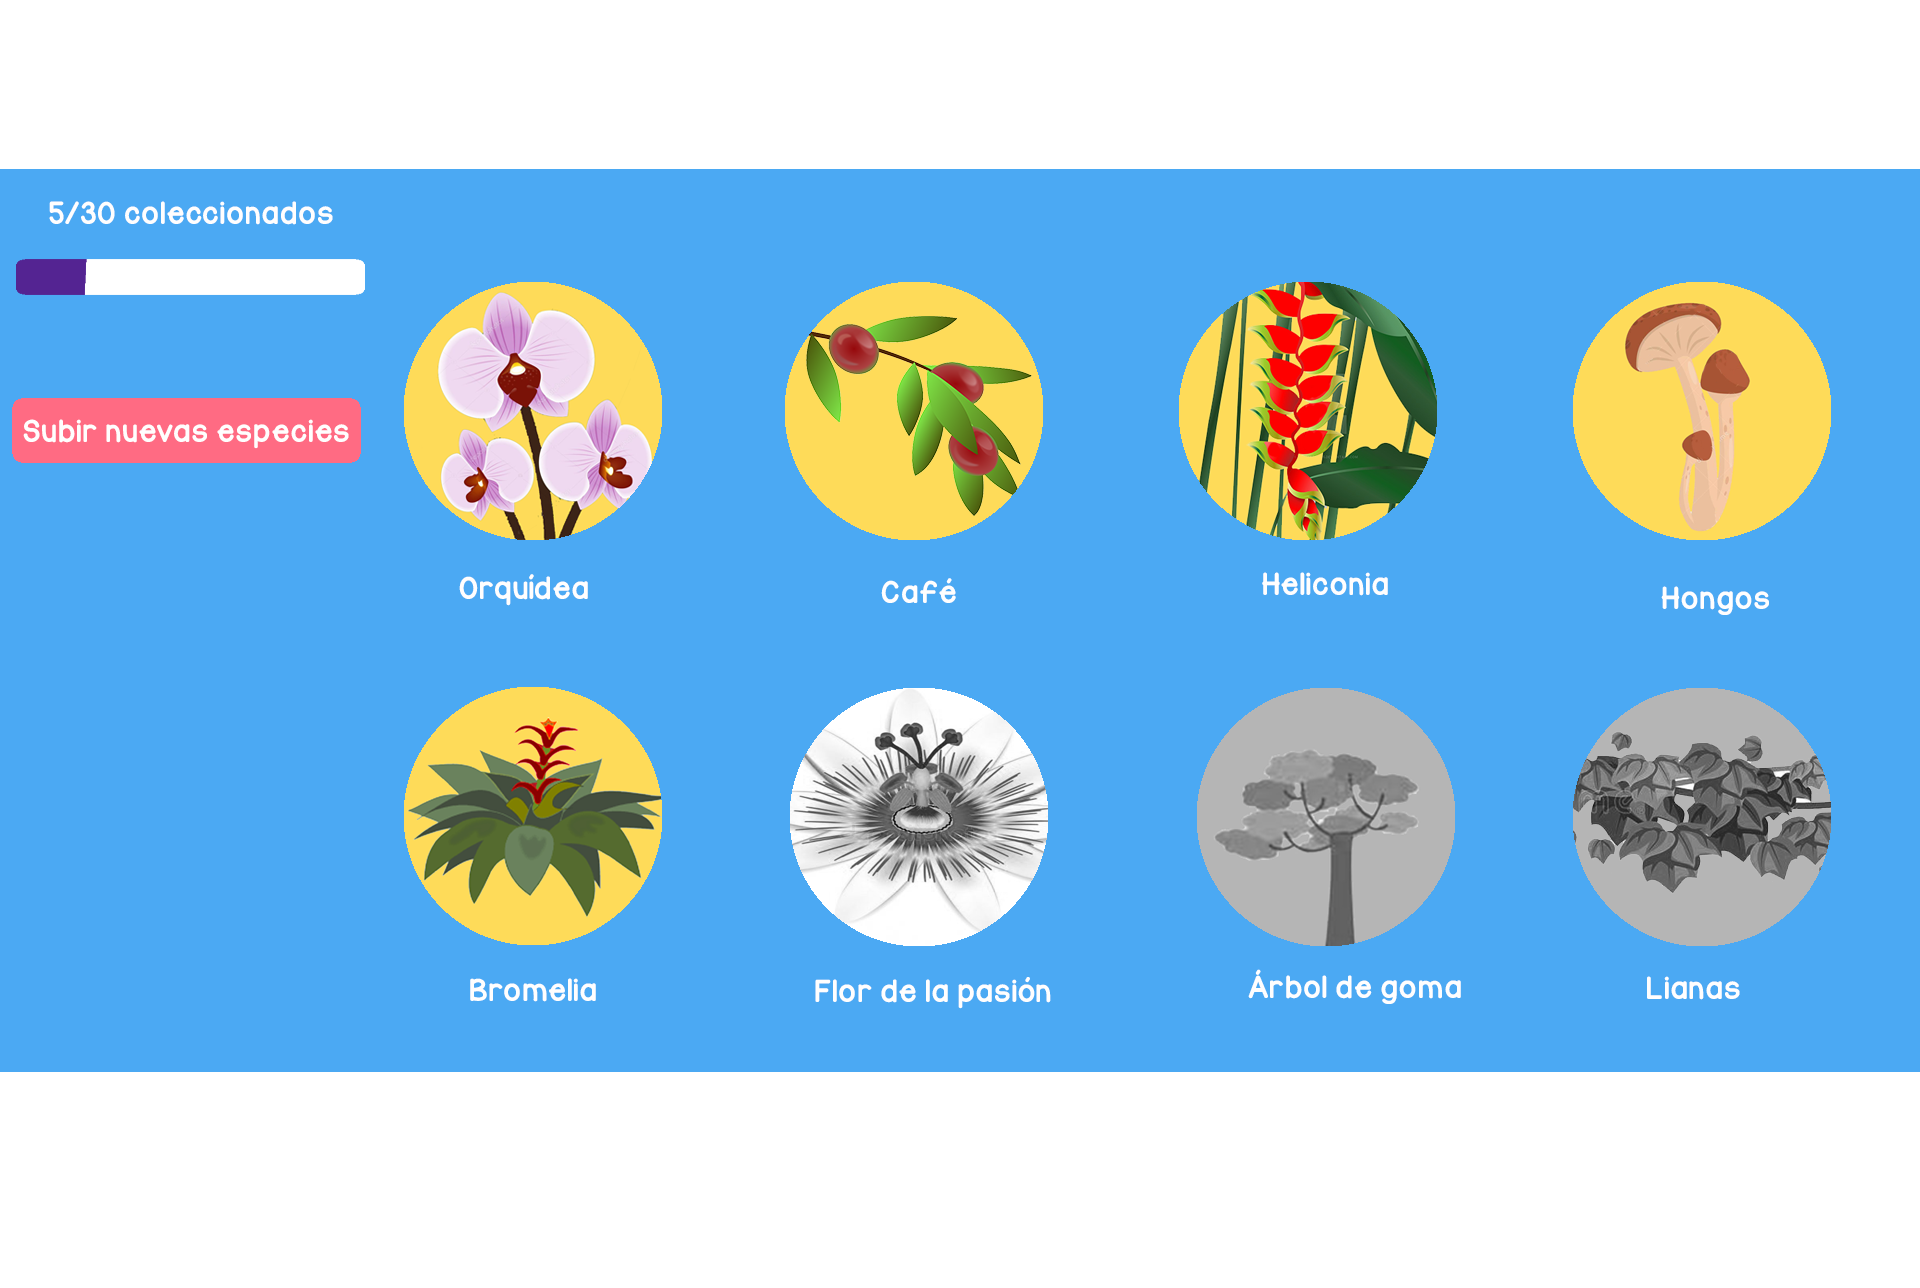 5/30 coleccionados
Subir nuevas especies
Orquídea
Café
Heliconia
Hongos
Bromelia
Flor de la pasión
Árbol de goma
Lianas